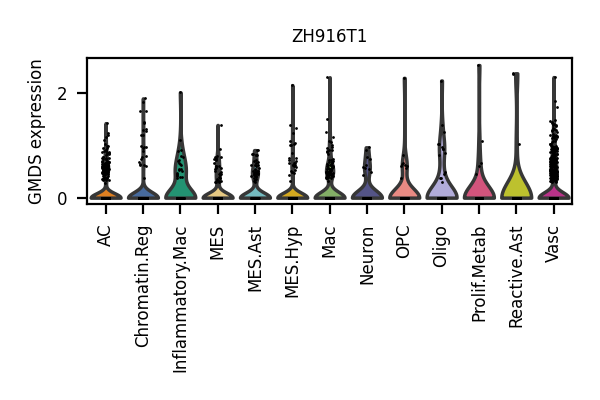 ZH916T1
GMDS expression
2
0
AC
Chromatin.Reg
Inflammatory.Mac
MES
MES.Ast
MES.Hyp
Mac
Neuron
OPC
Oligo
Prolif.Metab
Reactive.Ast
Vasc